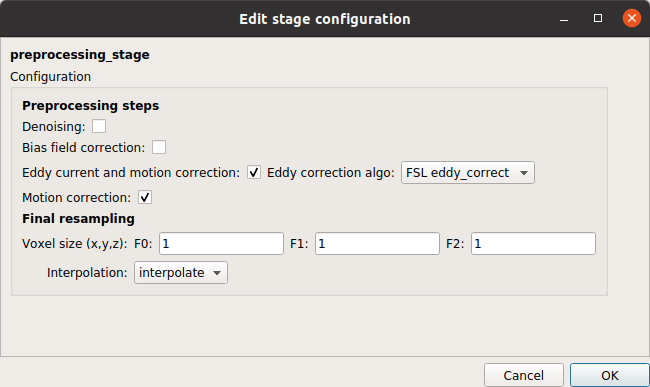 Edit stage configuration
preprocessing_stage
Configuration
Preprocessing steps
Denoising:
Bias field correction:
Eddy current and motion correction: Eddy correction algo: FSL eddy_correct
Motion correction:
Final resampling
Voxel size (x,y,z): F0: 1 F1: 1 F2: 1
Interpolation: interpolate
Cancel OK